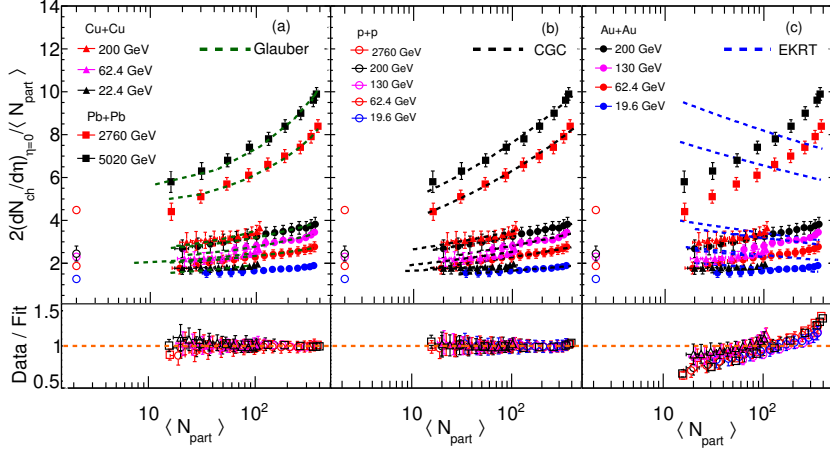 2(dN_ch/dη)_η=0/⟨N_part⟩
14
12
10
8
6
4
2
(a)
Cu+Cu
200 GeV
62.4 GeV
22.4 GeV
Pb+Pb
2760 GeV
5020 GeV
Glauber
(b)
p+p
2760 GeV
200 GeV
130 GeV
62.4 GeV
19.6 GeV
CGC
(c)
Au+Au
200 GeV
130 GeV
62.4 GeV
19.6 GeV
EKRT
Data / Fit
1.5
1
0.5
10 10² 10 10² 10 10²
⟨ N_part ⟩ ⟨ N_part ⟩ ⟨ N_part ⟩